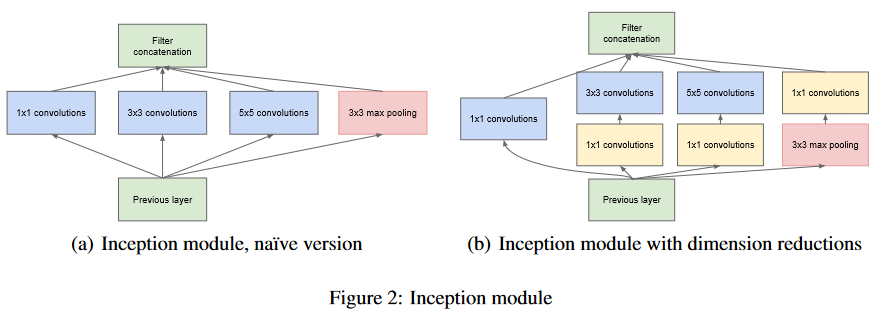 Filter
concatenation
1x1 convolutions
3x3 convolutions
5x5 convolutions
3x3 max pooling
Previous layer
(a) Inception module, naïve version
Filter
concatenation
3x3 convolutions
5x5 convolutions
1x1 convolutions
1x1 convolutions
1x1 convolutions
1x1 convolutions
3x3 max pooling
Previous layer
(b) Inception module with dimension reductions
Figure 2: Inception module